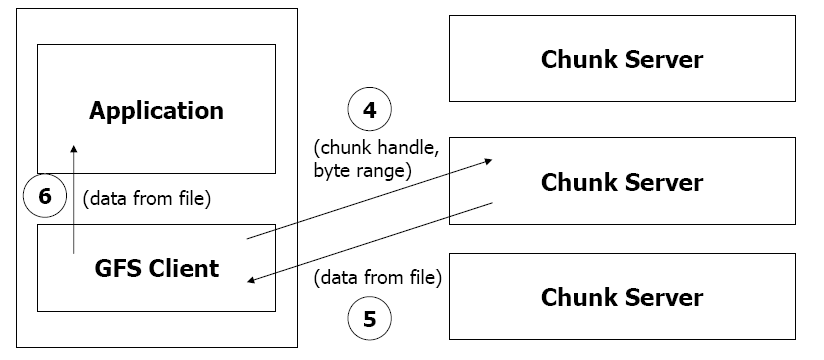 Application
6
(data from file)
GFS Client
4
(chunk handle,
byte range)
(data from file)
5
Chunk Server
Chunk Server
Chunk Server